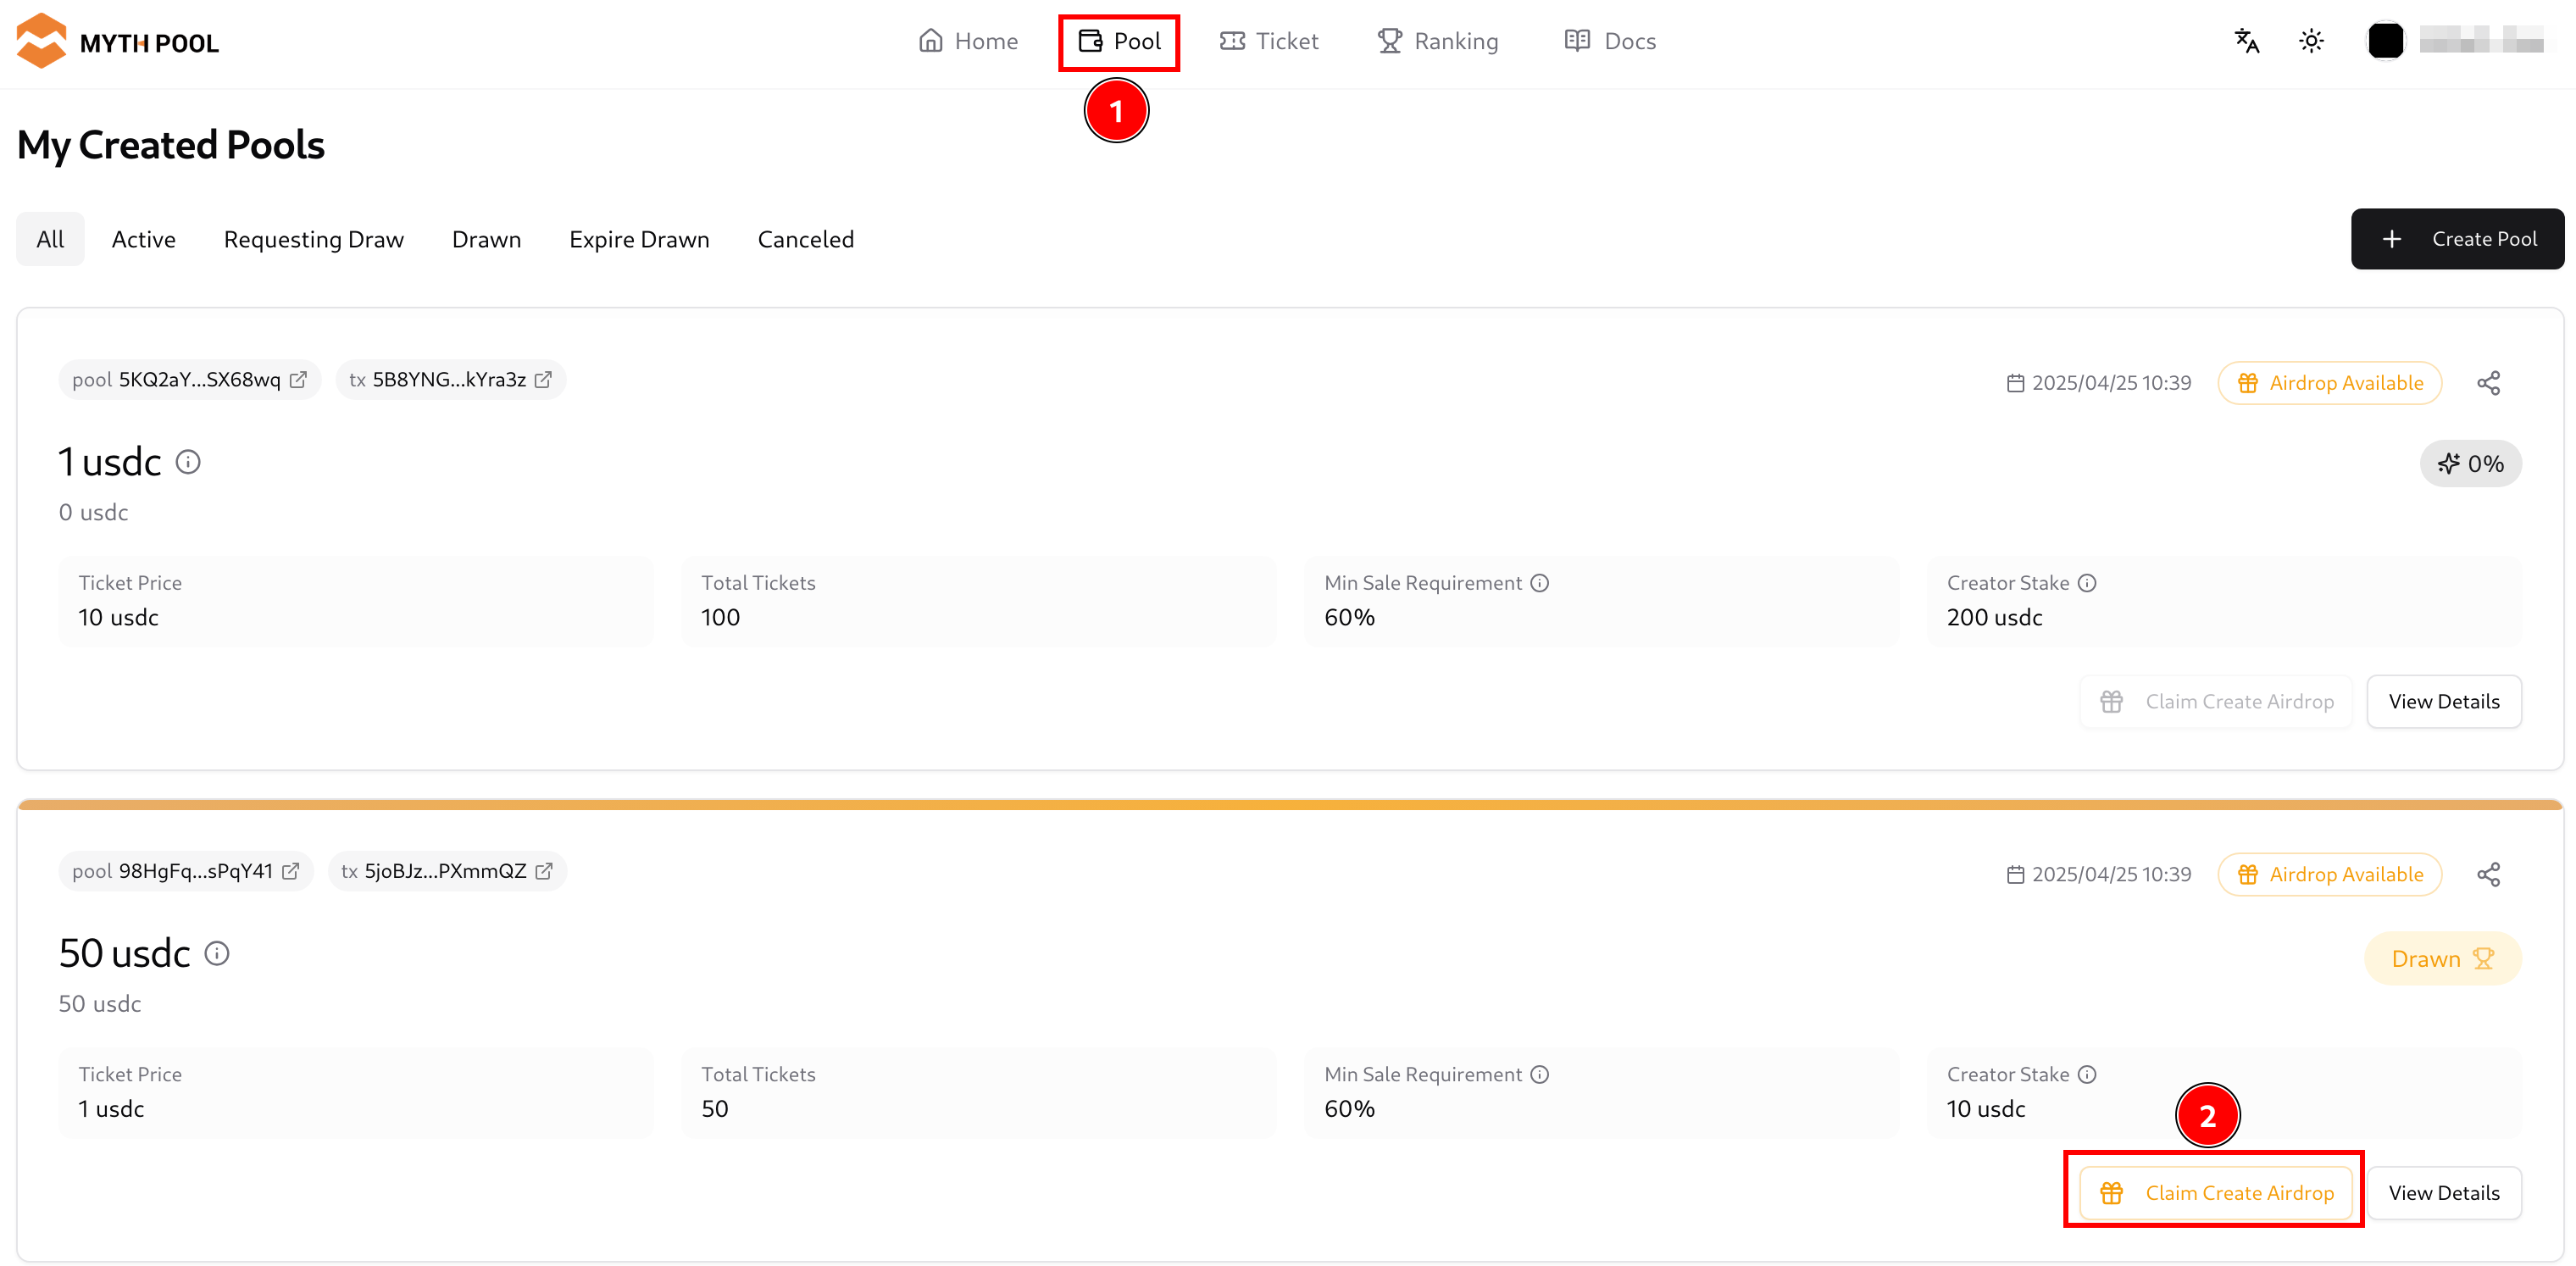 MYTH POOL
Home
Pool
Ticket
Ranking
Docs
1
My Created Pools
All
Active
Requesting Draw
Drawn
Expire Drawn
Canceled
+ Create Pool
pool 5KQ2aY...SX68wq
tx 5B8YNG...kYra3z
2025/04/25 10:39
Airdrop Available
1 usdc
0%
0 usdc
Ticket Price
10 usdc
Total Tickets
100
Min Sale Requirement
60%
Creator Stake
200 usdc
Claim Create Airdrop
View Details
pool 98HgFq...sPqY41
tx 5joBJz...PXmmQZ
2025/04/25 10:39
Airdrop Available
50 usdc
Drawn
50 usdc
Ticket Price
1 usdc
Total Tickets
50
Min Sale Requirement
60%
Creator Stake
10 usdc
2
Claim Create Airdrop
View Details